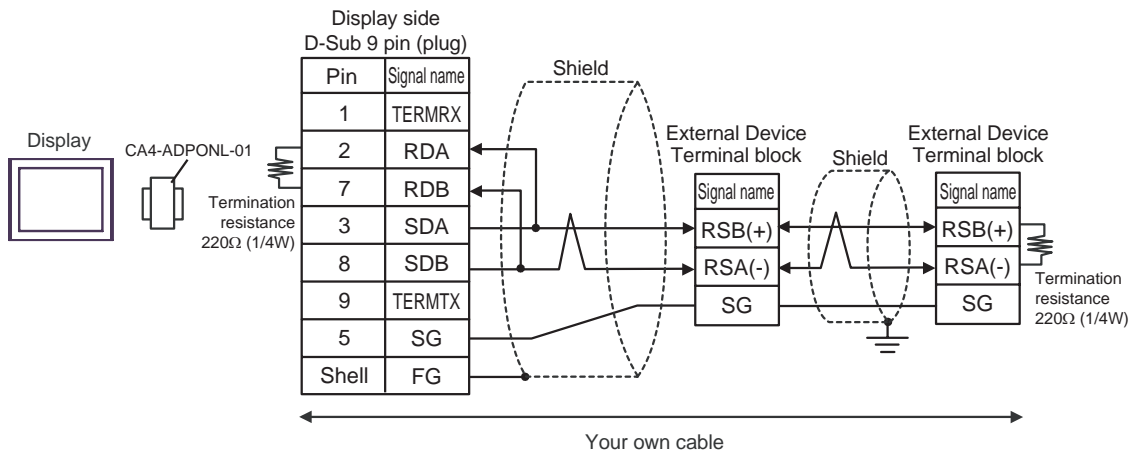 Display side
D-Sub 9 pin (plug)
Pin Signal name
1 TERMRX
2 RDA
7 RDB
3 SDA
8 SDB
9 TERMTX
5 SG
Shell FG
Display
CA4-ADPONL-01
Termination
resistance
220Ω (1/4W)
Shield
External Device
Terminal block
Signal name
RSB(+)
RSA(-)
SG
Shield
External Device
Terminal block
Signal name
RSB(+)
RSA(-)
SG
Termination
resistance
220Ω (1/4W)
Your own cable